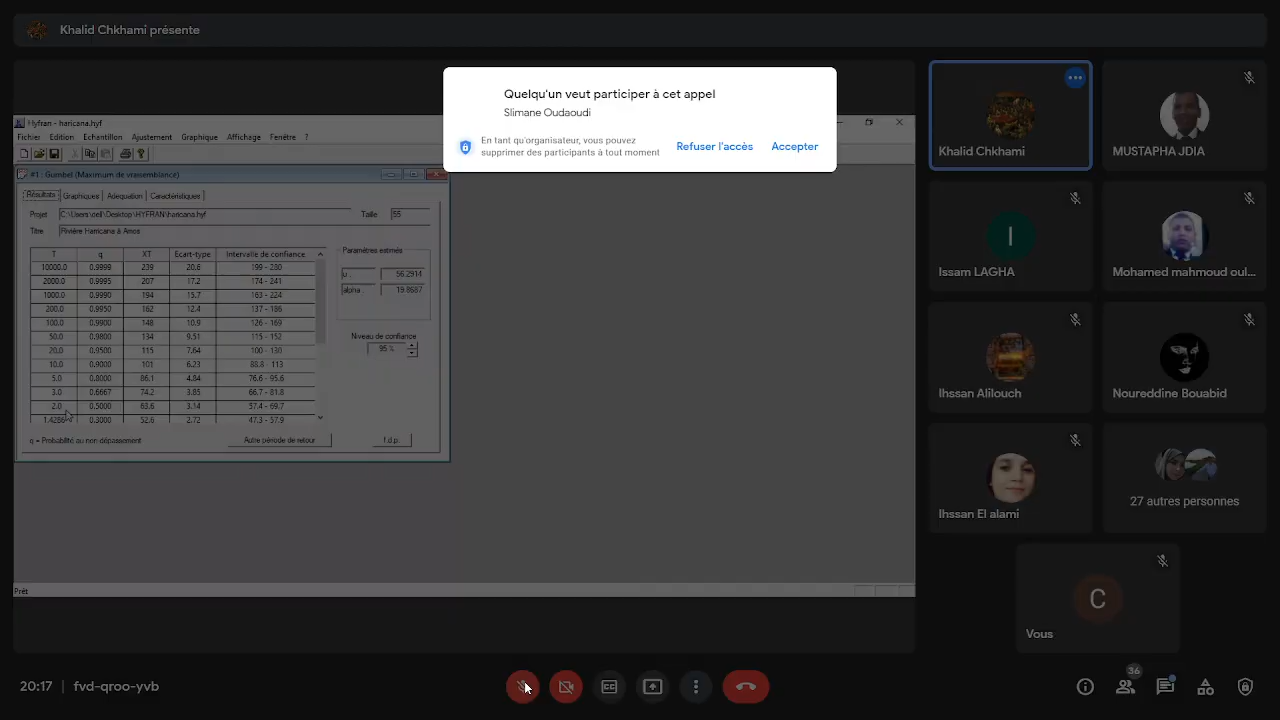 Khalid Chkhami présente
Quelqu'un veut participer à cet appel
Slimane Oudaoudi
En tant qu'organisateur, vous pouvez
supprimer des participants à tout moment
Refuser l'accès
Accepter
Hyfran - haricana.hyf
Fichier Edition Echantillon Ajustement Graphique Affichage Fenêtre ?
#1 : Gumbel (Maximum de vraisemblance)
Résultats Graphiques Adéquation Caractéristiques
Projet C:\Users\dell\Desktop\HYFRAN\haricana.hyf Taille 55
Titre Rivière Harricana à Amos
T q XT Ecart-type Intervalle de confiance
10000.0 0.9999 239 20.6 199 - 280
2000.0 0.9995 207 17.2 174 - 241
1000.0 0.9990 194 15.7 163 - 224
200.0 0.9950 162 12.4 137 - 186
100.0 0.9900 148 10.9 126 - 169
50.0 0.9800 134 9.51 115 - 152
20.0 0.9500 115 7.64 100 - 130
10.0 0.9000 101 6.23 88.8 - 113
5.0 0.8000 86.1 4.84 76.6 - 95.6
3.0 0.6667 74.2 3.85 66.7 - 81.8
2.0 0.5000 63.6 3.14 57.4 - 69.7
1.4286 0.3000 52.6 2.72 47.3 - 57.9
Paramètres estimés
u 56.2914
alpha 19.8687
Niveau de confiance
95 %
q = Probabilité au non dépassement
Autre période de retour
f.d.p.
Prêt
Khalid Chkhami
MUSTAPHA JDIA
I
Issam LAGHA
Mohamed mahmoud oul...
Ihssan Alilouch
Noureddine Bouabid
Ihssan El alami
27 autres personnes
C
Vous
20:17 | fvd-qroo-yvb
CC
36